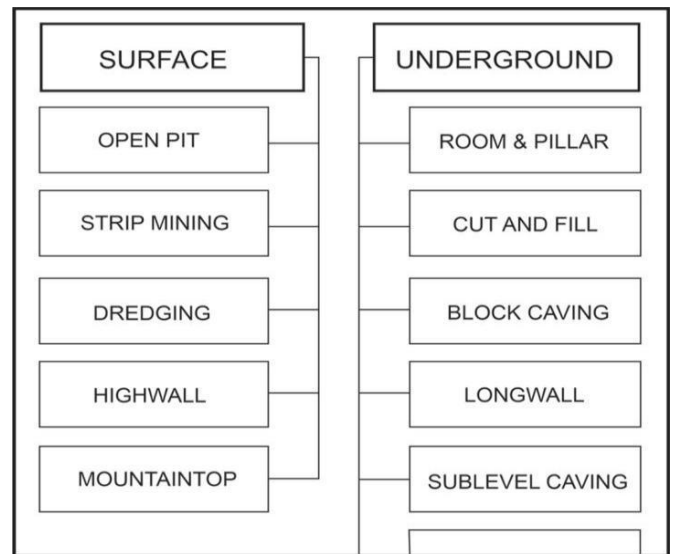 SURFACE
OPEN PIT
STRIP MINING
DREDGING
HIGHWALL
MOUNTAINTOP
UNDERGROUND
ROOM & PILLAR
CUT AND FILL
BLOCK CAVING
LONGWALL
SUBLEVEL CAVING